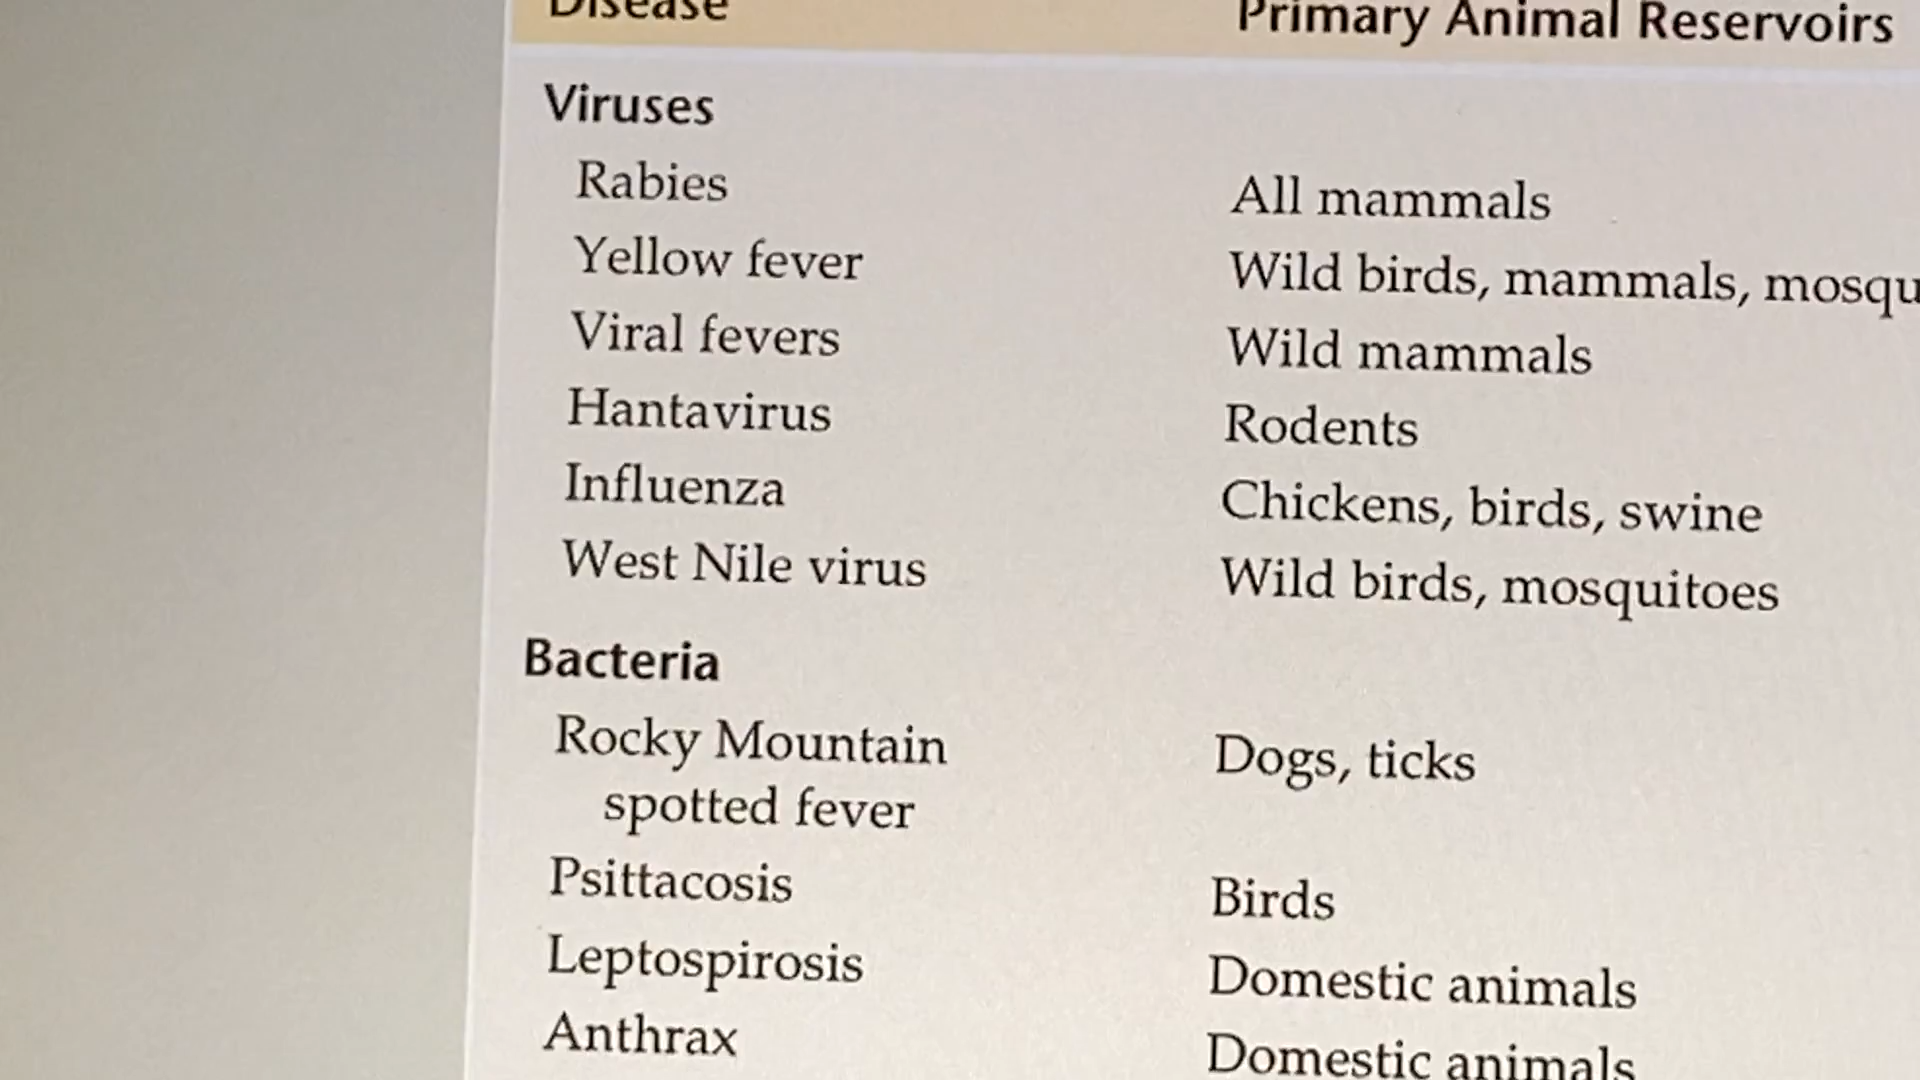 Disease Primary Animal Reservoirs
Viruses
Rabies All mammals
Yellow fever Wild birds, mammals,
Viral fevers Wild mammals
Hantavirus Rodents
Influenza Chickens, birds, swine
West Nile virus Wild birds, mosquitoes
Bacteria
Rocky Mountain Dogs, ticks
spotted fever
Psittacosis Birds
Leptospirosis Domestic animals
Anthrax Domestic animals